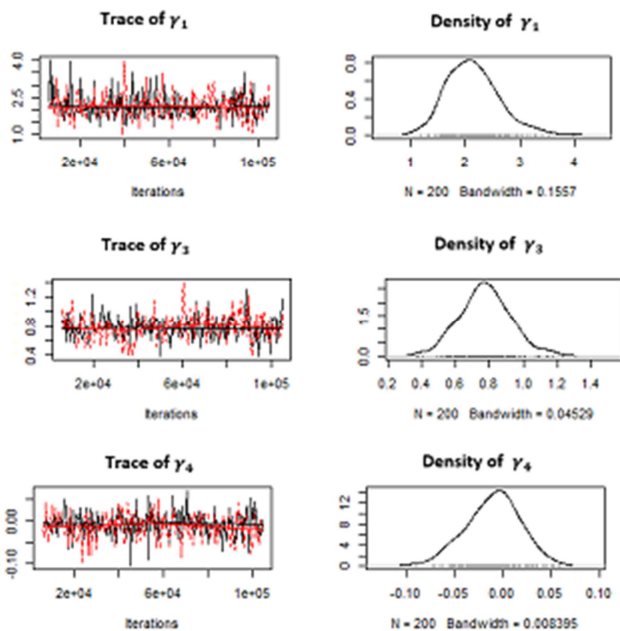 Trace of γ1
Density of γ1
4.0
2.5
1.0
2e+04 6e+04 1e+05
Iterations
0.8
0.4
0.0
1 2 3 4
N = 200 Bandwidth = 0.1557
Trace of γ3
Density of γ3
1.2
0.8
0.4
2e+04 6e+04 1e+05
Iterations
1.5
0.0
0.2 0.4 0.6 0.8 1.0 1.2 1.4
N = 200 Bandwidth = 0.04529
Trace of γ4
Density of γ4
0.00
-0.10
2e+04 6e+04 1e+05
Iterations
12
8
4
0
-0.10 -0.05 0.00 0.05 0.10
N = 200 Bandwidth = 0.008395